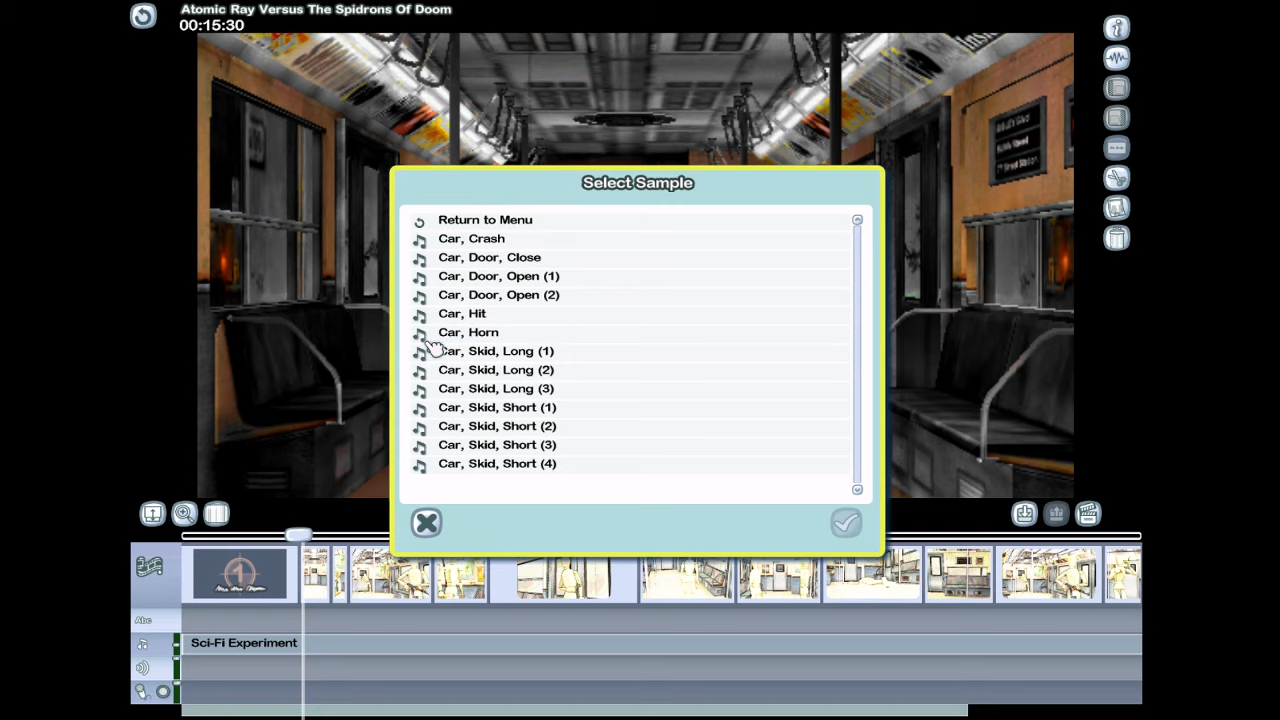 Atomic Ray Versus The Spidrons Of Doom
00:15:30
Select Sample
Return to Menu
Car, Crash
Car, Door, Close
Car, Door, Open (1)
Car, Door, Open (2)
Car, Hit
Car, Horn
Car, Skid, Long (1)
Car, Skid, Long (2)
Car, Skid, Long (3)
Car, Skid, Short (1)
Car, Skid, Short (2)
Car, Skid, Short (3)
Car, Skid, Short (4)
1
Abc
Sci-Fi Experiment